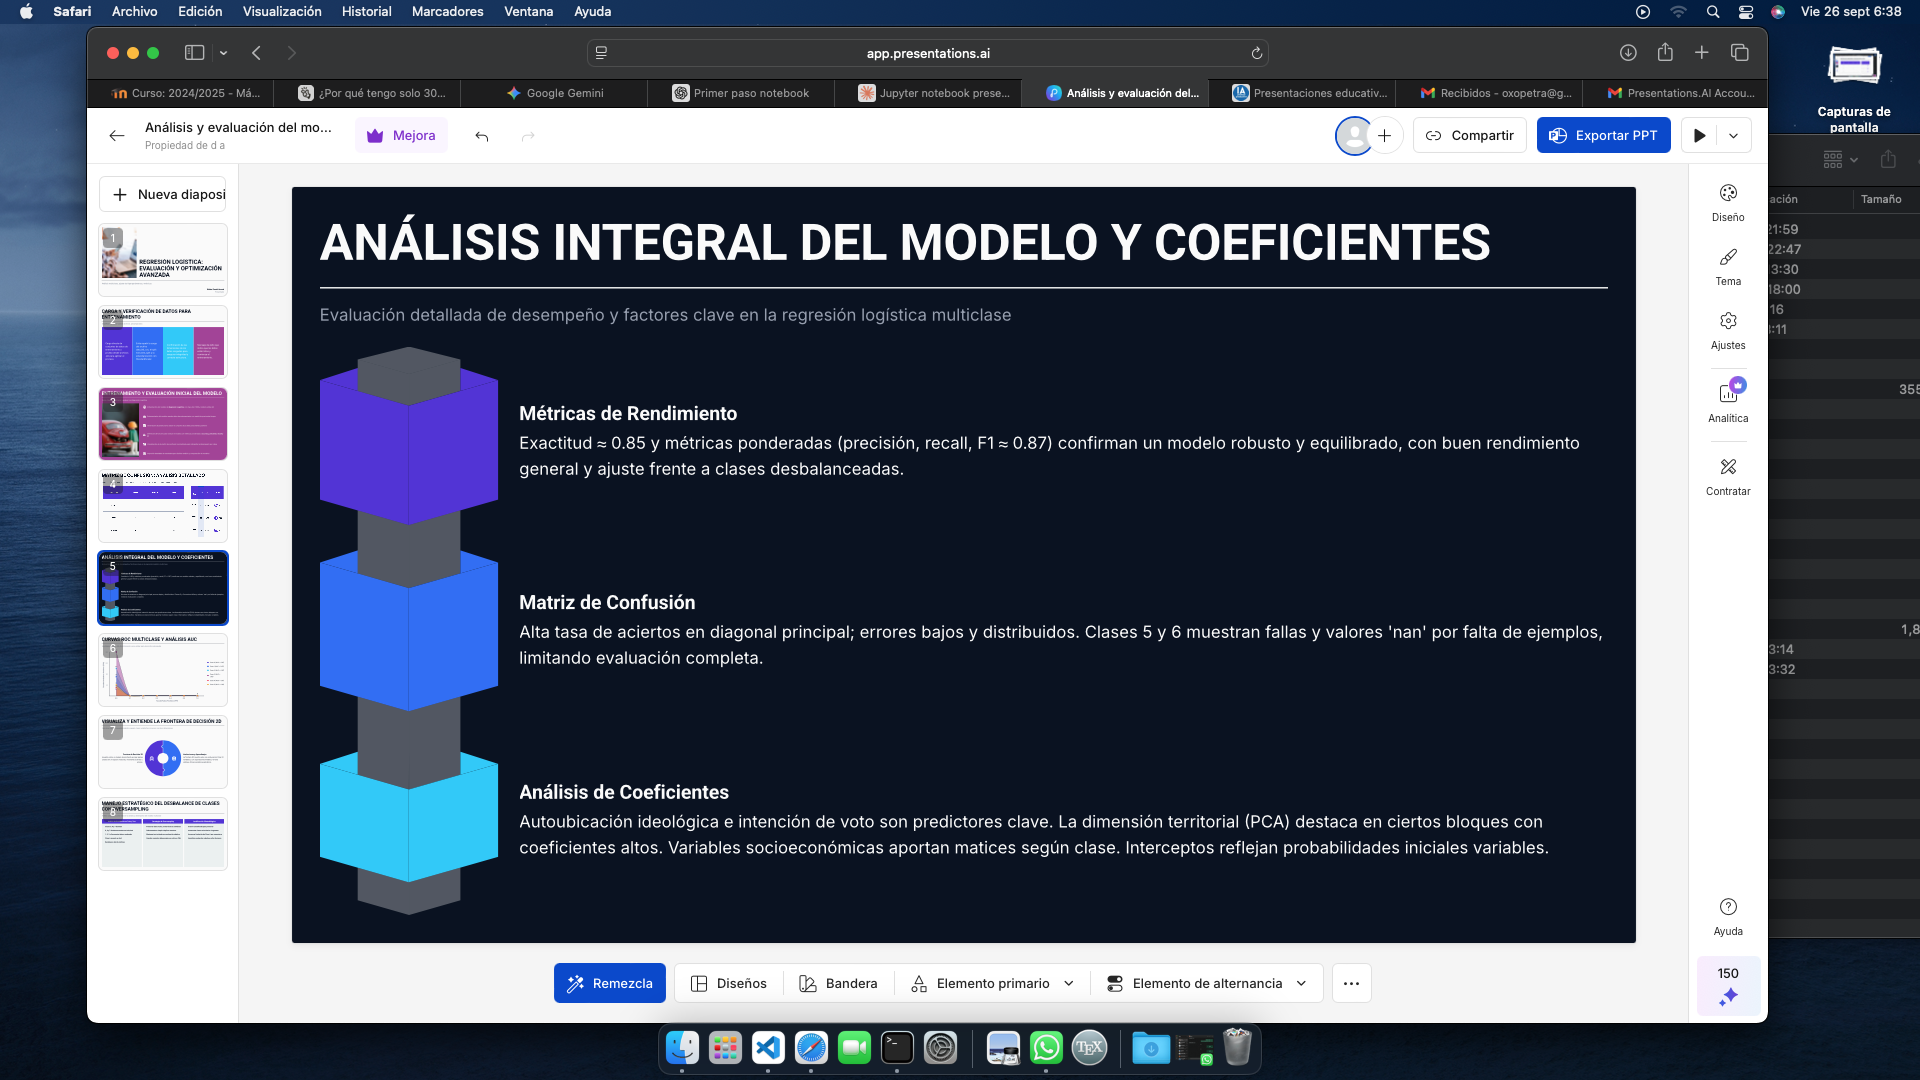 Safari Archivo Edición Visualización Historial Marcadores Ventana Ayuda
Vie 26 sept 6:38
app.presentations.ai
Curso: 2024/2025 - Má...
¿Por qué tengo solo 30...
Google Gemini
Primer paso notebook
Jupyter notebook prese...
Análisis y evaluación del...
Presentaciones educativ...
Recibidos - oxopetra@g...
Presentations.AI Accou...
Capturas de
pantalla
Análisis y evaluación del mo...
Propiedad de d a
Mejora
Compartir
Exportar PPT
Nueva diaposi
1
REGRESIÓN LOGÍSTICA:
EVALUACIÓN Y OPTIMIZACIÓN
AVANZADA
CARGA Y VERIFICACIÓN DE DATOS PARA
2
3
4
ANÁLISIS INTEGRAL DEL MODELO Y COEFICIENTES
5
CURVAS ROC MULTICLASE Y ANÁLISIS AUC
6
VISUALIZA Y ENTIENDE LA FRONTERA DE DECISIÓN 2D
7
MANEJO ESTRATÉGICO DEL DESBALANCE DE CLASES
8
ANÁLISIS INTEGRAL DEL MODELO Y COEFICIENTES
Evaluación detallada de desempeño y factores clave en la regresión logística multiclase
Métricas de Rendimiento
Exactitud ≈ 0.85 y métricas ponderadas (precisión, recall, F1 ≈ 0.87) confirman un modelo robusto y equilibrado, con buen rendimiento
general y ajuste frente a clases desbalanceadas.
Matriz de Confusión
Alta tasa de aciertos en diagonal principal; errores bajos y distribuidos. Clases 5 y 6 muestran fallas y valores 'nan' por falta de ejemplos,
limitando evaluación completa.
Análisis de Coeficientes
Autoubicación ideológica e intención de voto son predictores clave. La dimensión territorial (PCA) destaca en ciertos bloques con
coeficientes altos. Variables socioeconómicas aportan matices según clase. Interceptos reflejan probabilidades iniciales variables.
Remezcla
Diseños
Bandera
Elemento primario
Elemento de alternancia
Diseño
Tema
Ajustes
Analítica
Contratar
Ayuda
150
ación
Tamaño
21:59
22:47
3:30
18:00
16
:11
355
1,8
3:14
3:32
TEX